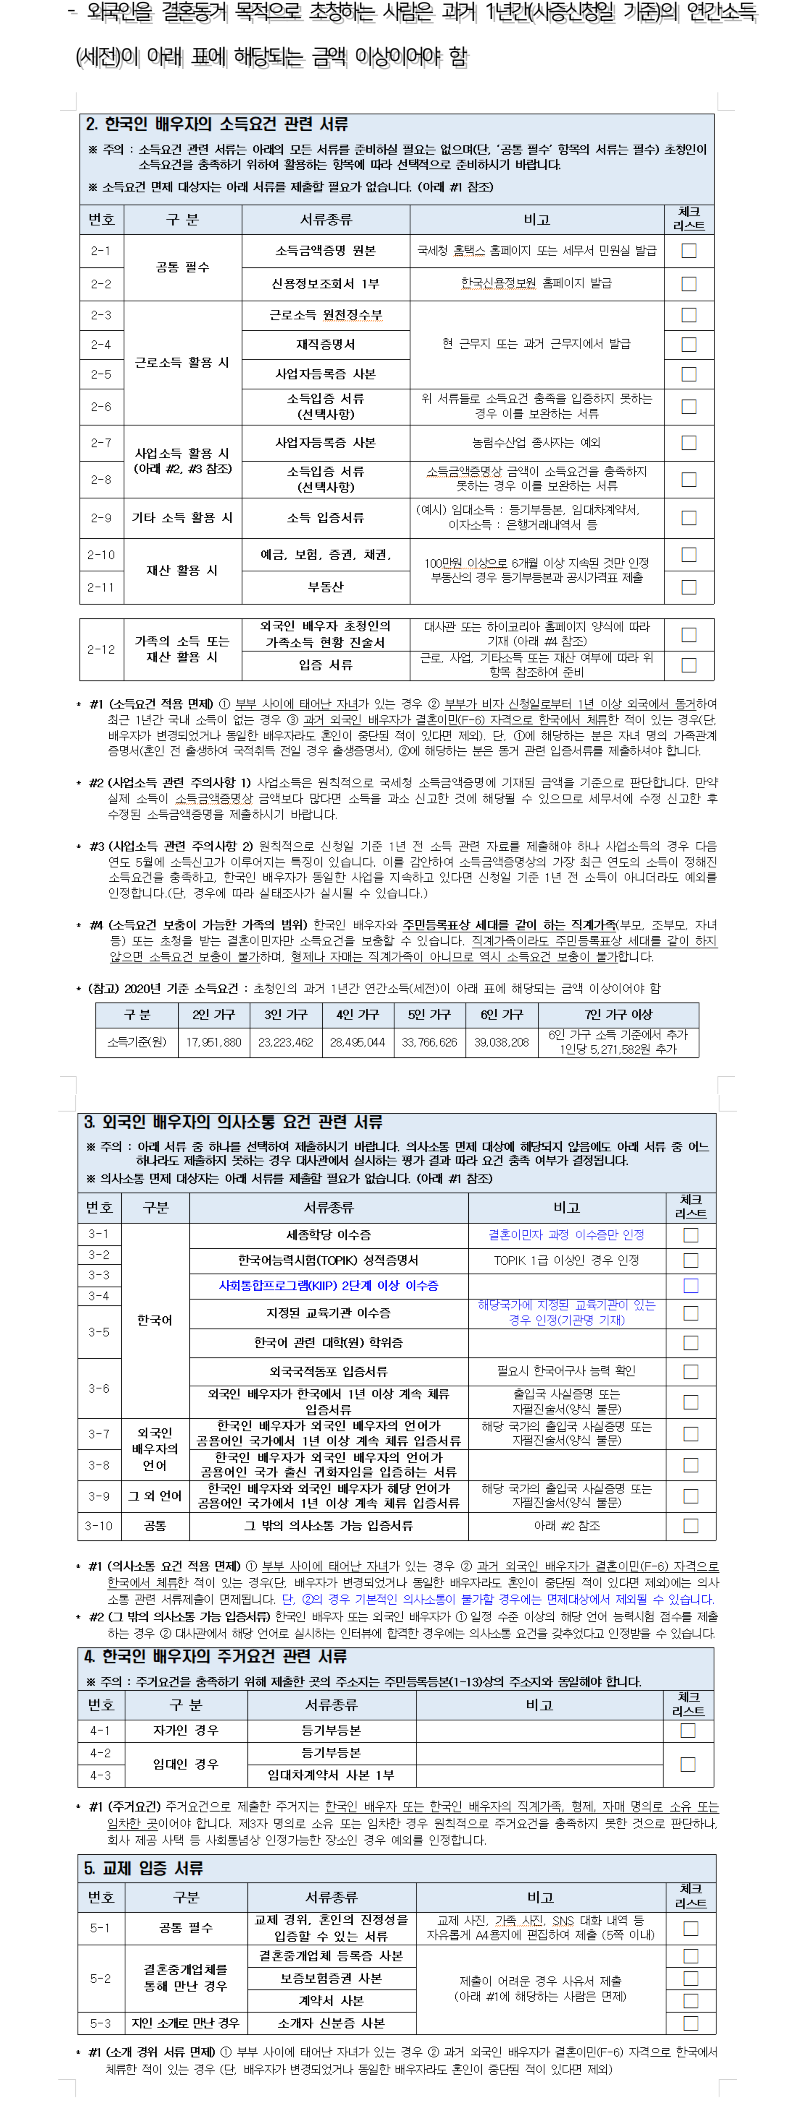 - 외국인을 결혼동거 목적으로 초청하는 사람은 과거 1년간(사증신청일 기준)의 연간소득
(세전)이 아래 표에 해당되는 금액 이상이어야 함
2. 한국인 배우자의 소득요건 관련 서류
※ 주의 : 소득요건 관련 서류는 아래의 모든 서류를 준비하실 필요는 없으며(단, ‘공통 필수’ 항목의 서류는 필수) 초청인이
소득요건을 충족하기 위하여 활용하는 항목에 따라 선택적으로 준비하시기 바랍니다.
※ 소득요건 면제 대상자는 아래 서류를 제출할 필요가 없습니다. (아래 #1 참조)
번호 구 분 서류종류 비고 체크
리스트
2-1 공통 필수 소득금액증명 원본 국세청 홈택스 홈페이지 또는 세무서 민원실 발급
2-2 신용정보조회서 1부 한국신용정보원 홈페이지 발급
2-3 근로소득 활용 시 근로소득 원천징수부
2-4 재직증명서 현 근무지 또는 과거 근무지에서 발급
2-5 사업자등록증 사본
2-6 소득입증 서류
(선택사항) 위 서류들로 소득요건 충족을 입증하지 못하는
경우 이를 보완하는 서류
2-7 사업소득 활용 시
(아래 #2, #3 참조) 사업자등록증 사본 농림수산업 종사자는 예외
2-8 소득입증 서류
(선택사항) 소득금액증명상 금액이 소득요건을 충족하지
못하는 경우 이를 보완하는 서류
2-9 기타 소득 활용 시 소득 입증서류 (예시) 임대소득 : 등기부등본, 임대차계약서,
이자소득 : 은행거래내역서 등
2-10 재산 활용 시 예금, 보험, 증권, 채권, 100만원 이상으로 6개월 이상 지속된 것만 인정
2-11 부동산 부동산의 경우 등기부등본과 공시가격표 제출
2-12 가족의 소득 또는
재산 활용 시 외국인 배우자 초청인의
가족소득 현황 진술서 대사관 또는 하이코리아 홈페이지 양식에 따라
기재 (아래 #4 참조)
입증 서류 근로, 사업, 기타소득 또는 재산 여부에 따라 위
항목 참조하여 준비
* #1 (소득요건 적용 면제) ① 부부 사이에 태어난 자녀가 있는 경우 ② 부부가 비자 신청일로부터 1년 이상 외국에서 동거하여
최근 1년간 국내 소득이 없는 경우 ③ 과거 외국인 배우자가 결혼이민(F-6) 자격으로 한국에서 체류한 적이 있는 경우(단,
배우자가 변경되었거나 동일한 배우자라도 혼인이 중단된 적이 있다면 제외). 단, ①에 해당하는 분은 자녀 명의 가족관계
증명서(혼인 전 출생하여 국적취득 전일 경우 출생증명서), ②에 해당하는 분은 동거 관련 입증서류를 제출하셔야 합니다.
* #2 (사업소득 관련 주의사항 1) 사업소득은 원칙적으로 국세청 소득금액증명에 기재된 금액을 기준으로 판단합니다. 만약
실제 소득이 소득금액증명상 금액보다 많다면 소득을 과소 신고한 것에 해당될 수 있으므로 세무서에 수정 신고한 후
수정된 소득금액증명을 제출하시기 바랍니다.
* #3 (사업소득 관련 주의사항 2) 원칙적으로 신청일 기준 1년 전 소득 관련 자료를 제출해야 하나 사업소득의 경우 다음
연도 5월에 소득신고가 이루어지는 특징이 있습니다. 이를 감안하여 소득금액증명상의 가장 최근 연도의 소득이 정해진
소득요건을 충족하고, 한국인 배우자가 동일한 사업을 지속하고 있다면 신청일 기준 1년 전 소득이 아니더라도 예외를
인정합니다.(단, 경우에 따라 실태조사가 실시될 수 있습니다.)
* #4 (소득요건 보충이 가능한 가족의 범위) 한국인 배우자와 주민등록표상 세대를 같이 하는 직계가족(부모, 조부모, 자녀
등) 또는 초청을 받는 결혼이민자만 소득요건을 보충할 수 있습니다. 직계가족이라도 주민등록표상 세대를 같이 하지
않으면 소득요건 보충이 불가하며, 형제나 자매는 직계가족이 아니므로 역시 소득요건 보충이 불가합니다.
* (참고) 2020년 기준 소득요건 : 초청인의 과거 1년간 연간소득(세전)이 아래 표에 해당되는 금액 이상이어야 함
구 분 2인 가구 3인 가구 4인 가구 5인 가구 6인 가구 7인 가구 이상
소득기준(원) 17,951,880 23,223,462 28,495,044 33,766,626 39,038,208 6인 가구 소득 기준에서 추가
1인당 5,271,582원 추가
3. 외국인 배우자의 의사소통 요건 관련 서류
※ 주의 : 아래 서류 중 하나를 선택하여 제출하시기 바랍니다. 의사소통 면제 대상에 해당되지 않음에도 아래 서류 중 어느
하나라도 제출하지 못하는 경우 대사관에서 실시하는 평가 결과 따라 요건 충족 여부가 결정됩니다.
※ 의사소통 면제 대상자는 아래 서류를 제출할 필요가 없습니다. (아래 #1 참조)
번호 구분 서류종류 비고 체크
리스트
3-1 한국어 세종학당 이수증 결혼이민자 과정 이수증만 인정
3-2 한국어능력시험(TOPIK) 성적증명서 TOPIK 1급 이상인 경우 인정
3-3 사회통합프로그램(KIIP) 2단계 이상 이수증
3-4 지정된 교육기관 이수증 해당국가에 지정된 교육기관이 있는
경우 인정(기관명 기재)
3-5 한국어 관련 대학(원) 학위증
3-6 외국국적동포 입증서류 필요시 한국어구사 능력 확인
외국인 배우자가 한국에서 1년 이상 계속 체류
입증서류 출입국 사실증명 또는
자필진술서(양식 불문)
3-7 외국인
배우자의
언어 한국인 배우자가 외국인 배우자의 언어가
공용어인 국가에서 1년 이상 계속 체류 입증서류 해당 국가의 출입국 사실증명 또는
자필진술서(양식 불문)
3-8 한국인 배우자가 외국인 배우자의 언어가
공용어인 국가 출신 귀화자임을 입증하는 서류
3-9 그 외 언어 한국인 배우자와 외국인 배우자가 해당 언어가
공용어인 국가에서 1년 이상 계속 체류 입증서류 해당 국가의 출입국 사실증명 또는
자필진술서(양식 불문)
3-10 공통 그 밖의 의사소통 가능 입증서류 아래 #2 참조
* #1 (의사소통 요건 적용 면제) ① 부부 사이에 태어난 자녀가 있는 경우 ② 과거 외국인 배우자가 결혼이민(F-6) 자격으로
한국에서 체류한 적이 있는 경우(단, 배우자가 변경되었거나 동일한 배우자라도 혼인이 중단된 적이 있다면 제외)에는 의사
소통 관련 서류제출이 면제됩니다. 단, ②의 경우 기본적인 의사소통이 불가할 경우에는 면제대상에서 제외될 수 있습니다.
* #2 (그 밖의 의사소통 가능 입증서류) 한국인 배우자 또는 외국인 배우자가 ① 일정 수준 이상의 해당 언어 능력시험 점수를 제출
하는 경우 ② 대사관에서 해당 언어로 실시하는 인터뷰에 합격한 경우에는 의사소통 요건을 갖추었다고 인정받을 수 있습니다.
4. 한국인 배우자의 주거요건 관련 서류
※ 주의 : 주거요건을 충족하기 위해 제출한 곳의 주소지는 주민등록등본(1-13)상의 주소지와 동일해야 합니다.
번호 구 분 서류종류 비고 체크
리스트
4-1 자가인 경우 등기부등본
4-2 임대인 경우 등기부등본
4-3 임대차계약서 사본 1부
* #1 (주거요건) 주거요건으로 제출한 주거지는 한국인 배우자 또는 한국인 배우자의 직계가족, 형제, 자매 명의로 소유 또는
임차한 곳이어야 합니다. 제3자 명의로 소유 또는 임차한 경우 원칙적으로 주거요건을 충족하지 못한 것으로 판단하나,
회사 제공 사택 등 사회통념상 인정가능한 장소인 경우 예외를 인정합니다.
5. 교제 입증 서류
번호 구분 서류종류 비고 체크
리스트
5-1 공통 필수 교제 경위, 혼인의 진정성을
입증할 수 있는 서류 교제 사진, 가족 사진, SNS 대화 내역 등
자유롭게 A4용지에 편집하여 제출 (5쪽 이내)
5-2 결혼중개업체를
통해 만난 경우 결혼중개업체 등록증 사본
보증보험증권 사본 제출이 어려운 경우 사유서 제출
계약서 사본 (아래 #1에 해당하는 사람은 면제)
5-3 지인 소개로 만난 경우 소개자 신분증 사본
* #1 (소개 경위 서류 면제) ① 부부 사이에 태어난 자녀가 있는 경우 ② 과거 외국인 배우자가 결혼이민(F-6) 자격으로 한국에서
체류한 적이 있는 경우 (단, 배우자가 변경되었거나 동일한 배우자라도 혼인이 중단된 적이 있다면 제외)